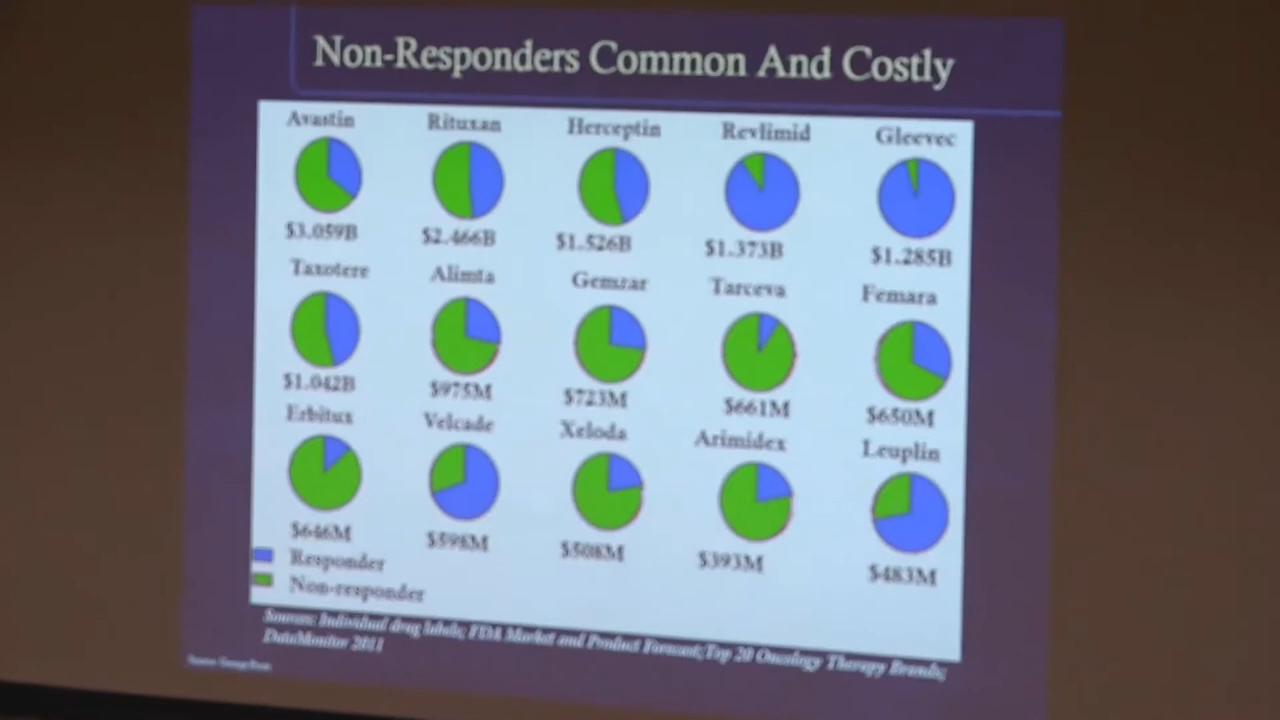 Non-Responders Common And Costly
Avastin Rituxan Herceptin Revlimid Gleevec
$3.059B $2.466B $1.526B $1.373B $1.285B
Taxotere Alimta Gemzar Tarceva Femara
$1.042B $975M $723M $661M $650M
Erbitux Velcade Xeloda Arimidex Leuplin
$646M $598M $508M $393M $483M
Responder
Non-responder
Sources: Individual drug labels; FDA Market and Product Forecast; Top 20 Oncology Therapy Brands;
DataMonitor 2011